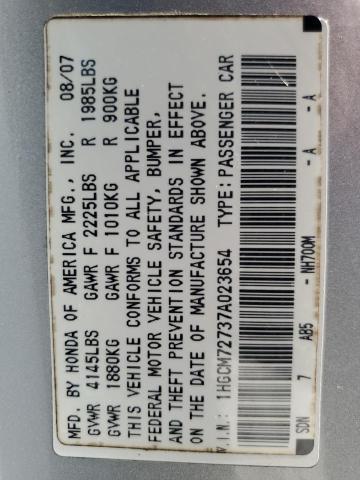 MFD. BY HONDA OF AMERICA MFG., INC. 08/07
GVWR 4145LBS GAWR F 2225LBS R 1985LBS
GVWR 1880KG GAWR F 1010KG R 900KG
THIS VEHICLE CONFORMS TO ALL APPLICABLE
FEDERAL MOTOR VEHICLE SAFETY, BUMPER,
AND THEFT PREVENTION STANDARDS IN EFFECT
ON THE DATE OF MANUFACTURE SHOWN ABOVE.
V.I.N.: 1HGCM72737A023654 TYPE:PASSENGER CAR
SDN 7 AB5 - NH700M - A - A